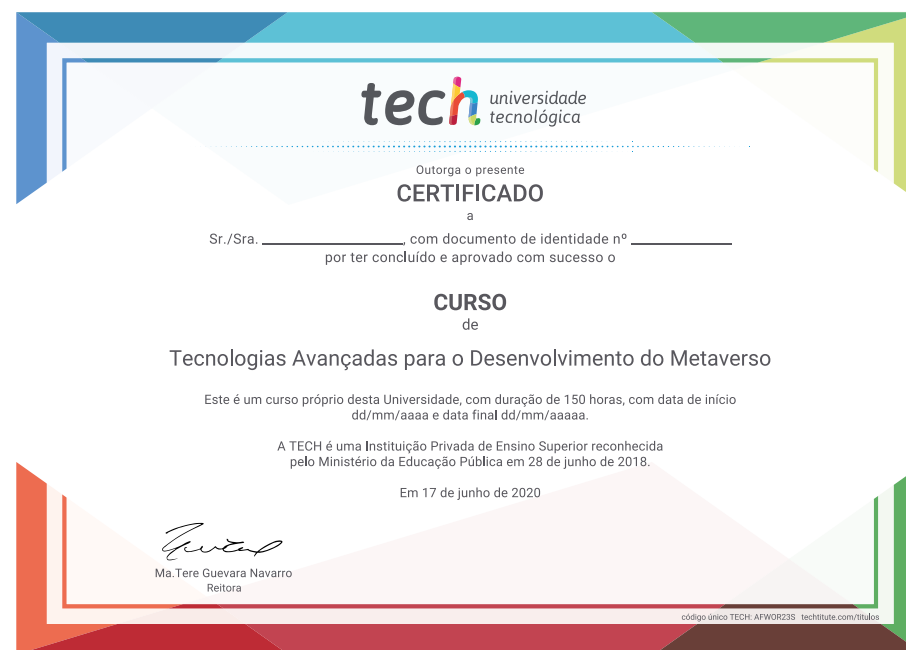 tech universidade
tecnológica
Outorga o presente
CERTIFICADO
a
Sr./Sra. ____________________, com documento de identidade nº ______________
por ter concluído e aprovado com sucesso o
CURSO
de
Tecnologias Avançadas para o Desenvolvimento do Metaverso
Este é um curso próprio desta Universidade, com duração de 150 horas, com data de início
dd/mm/aaaa e data final dd/mm/aaaaa.
A TECH é uma Instituição Privada de Ensino Superior reconhecida
pelo Ministério da Educação Pública em 28 de junho de 2018.
Em 17 de junho de 2020
Ma.Tere Guevara Navarro
Reitora
código único TECH: AFWOR23S techtitute.com/titulos